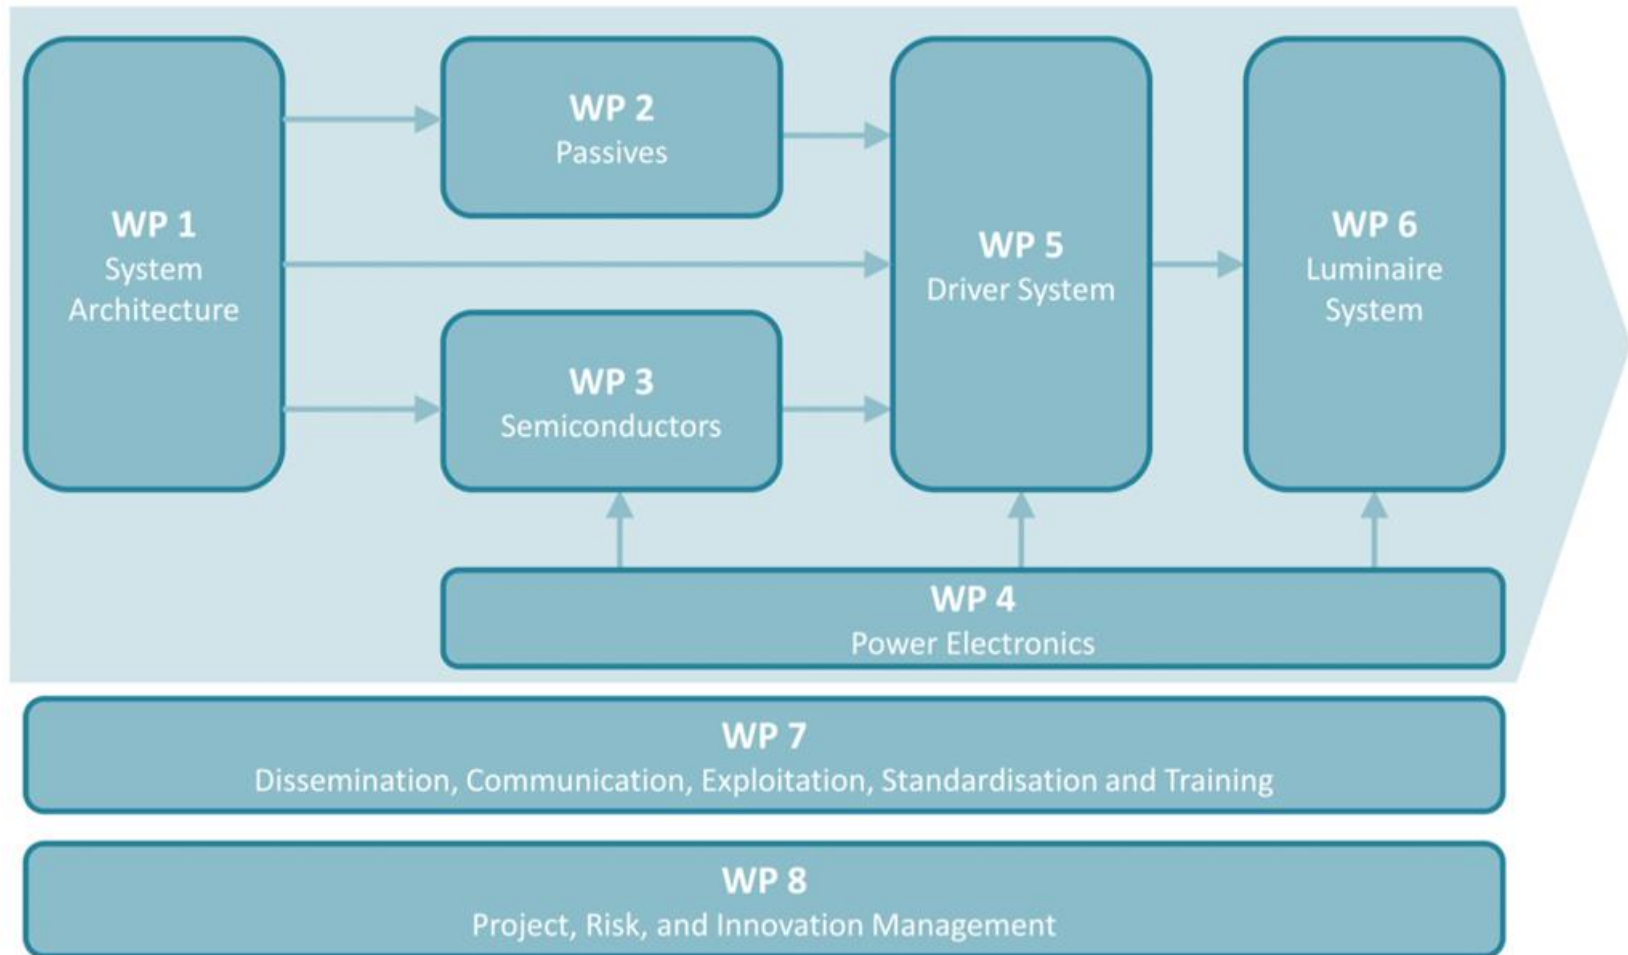 WP 1
System
Architecture
WP 2
Passives
WP 3
Semiconductors
WP 5
Driver System
WP 6
Luminaire
System
WP 4
Power Electronics
WP 7
Dissemination, Communication, Exploitation, Standardisation and Training
WP 8
Project, Risk, and Innovation Management